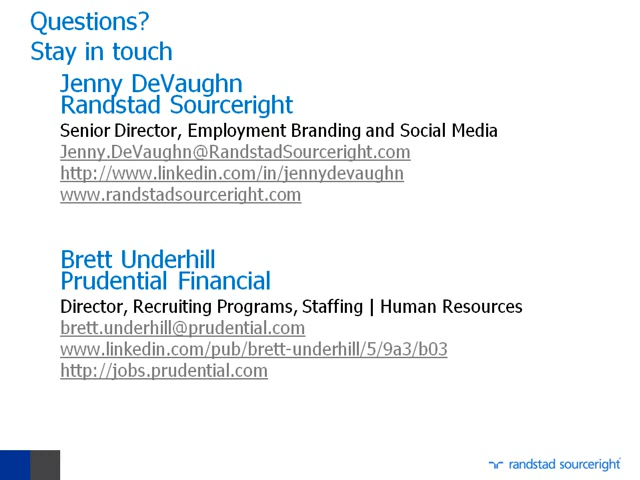 Questions?
Stay in touch
Jenny DeVaughn
Randstad Sourceright
Senior Director, Employment Branding and Social Media
Jenny.DeVaughn@RandstadSourceright.com
http://www.linkedin.com/in/jennydevaughn
www.randstadsourceright.com
Brett Underhill
Prudential Financial
Director, Recruiting Programs, Staffing | Human Resources
brett.underhill@prudential.com
www.linkedin.com/pub/brett-underhill/5/9a3/b03
http://jobs.prudential.com
randstad sourceright